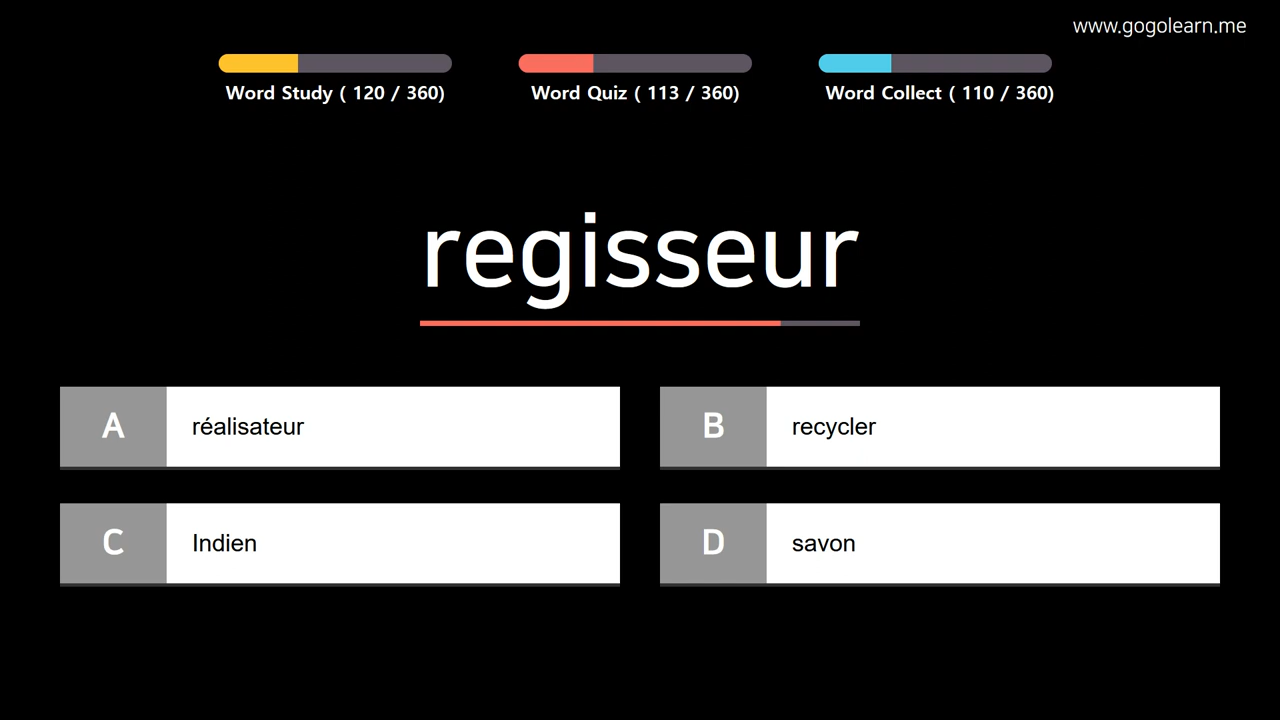 www.gogolearn.me
Word Study ( 120 / 360)
Word Quiz ( 113 / 360)
Word Collect ( 110 / 360)
regisseur
A réalisateur
B recycler
C Indien
D savon